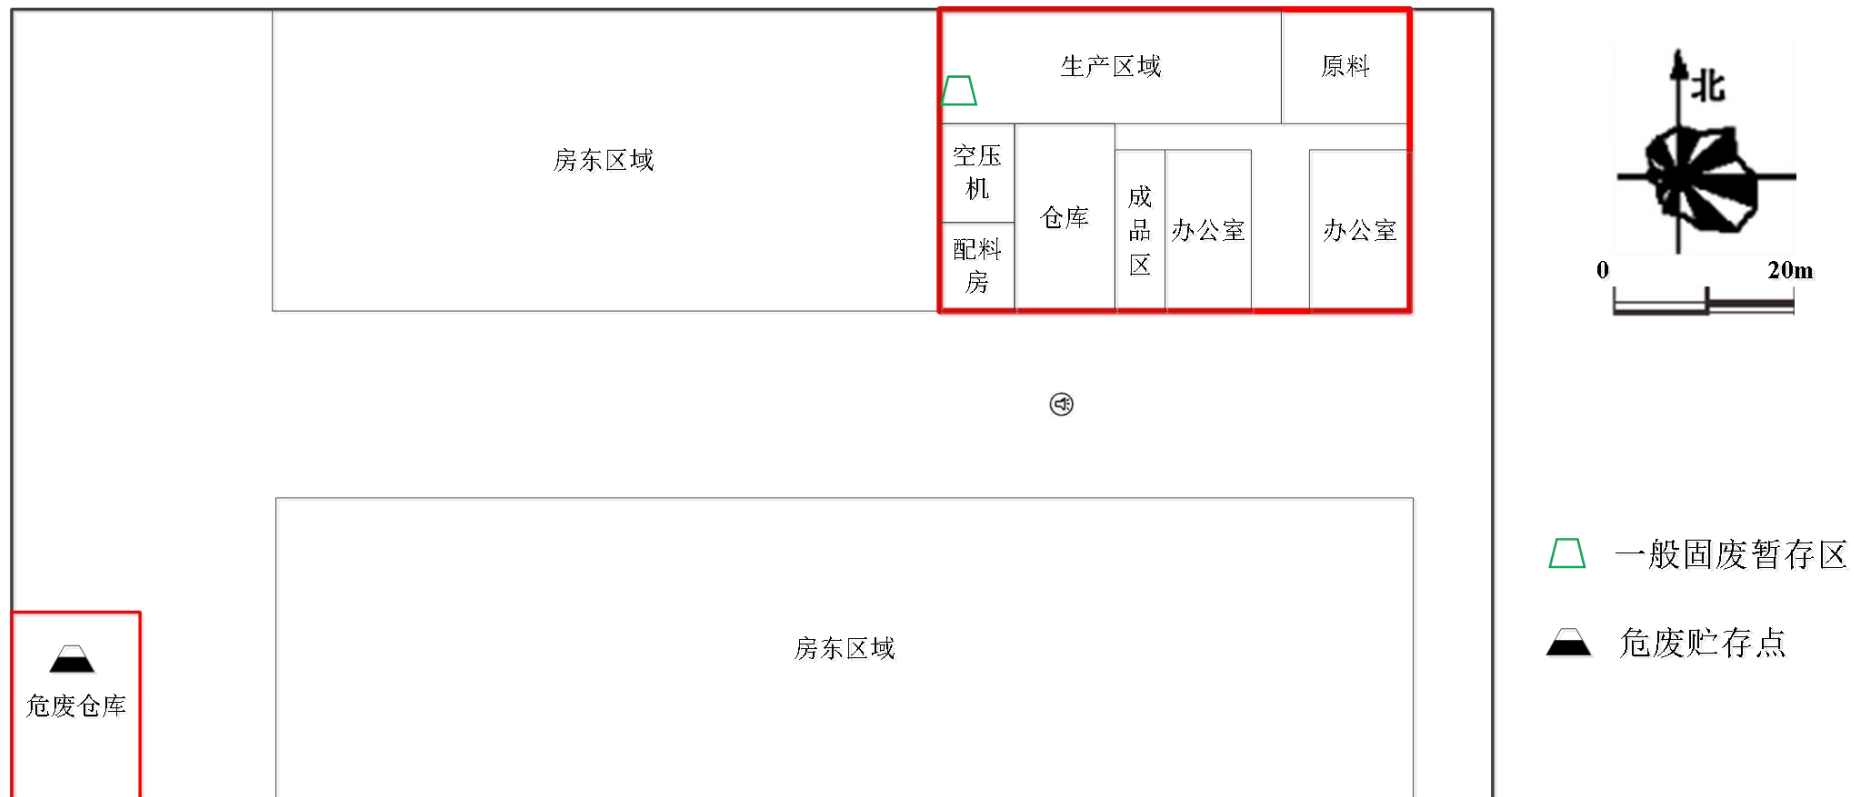 生产区域
原料
北
房东区域
空压
机
仓库
成
品
区
办公室
办公室
配料
房
0
20m
一般固废暂存区
房东区域
危废贮存点
危废仓库